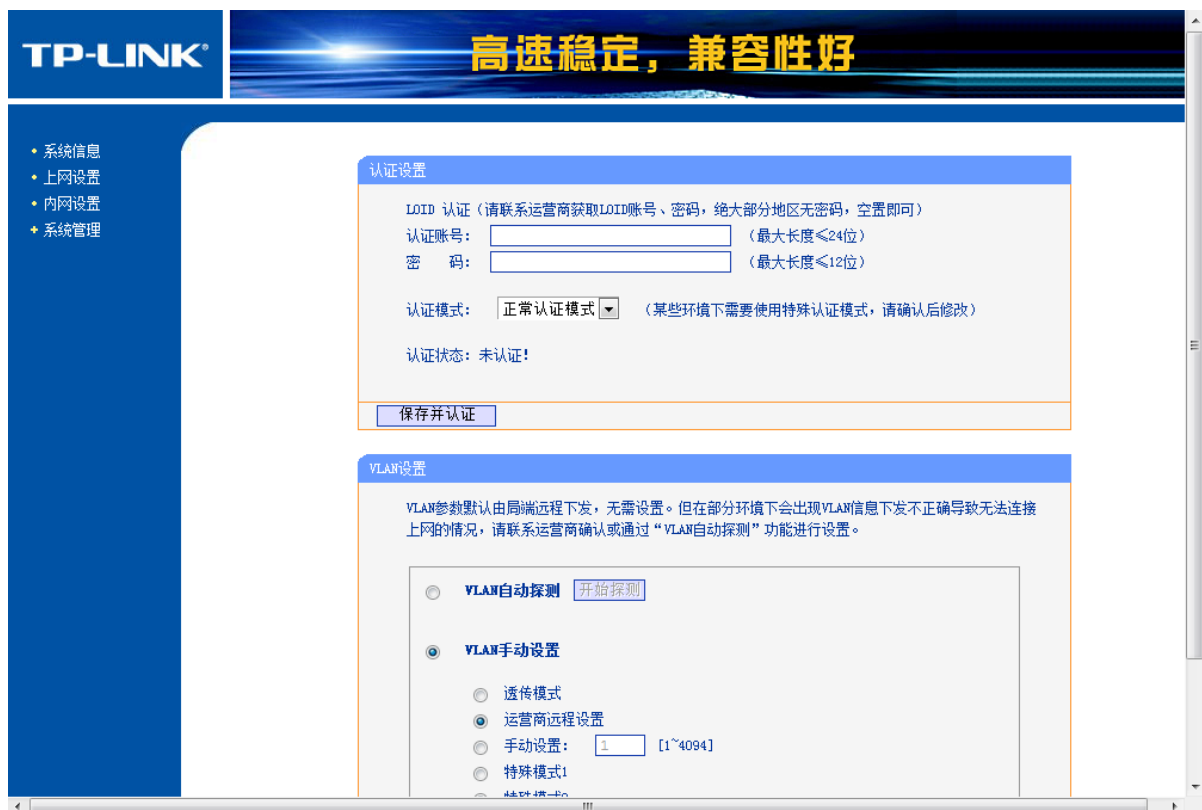 TP-LINK®
高速稳定，兼容性好
系统信息
上网设置
内网设置
系统管理
认证设置
LOID 认证（请联系运营商获取LOID账号、密码，绝大部分地区无密码，空置即可）
认证账号： （最大长度≤24位）
密 码： （最大长度≤12位）
认证模式： 正常认证模式 （某些环境下需要使用特殊认证模式，请确认后修改）
认证状态：未认证！
保存并认证
VLAN设置
VLAN参数默认由局端远程下发，无需设置。但在部分环境下会出现VLAN信息下发不正确导致无法连接
上网的情况，请联系运营商确认或通过“VLAN自动探测”功能进行设置。
VLAN自动探测 开始探测
VLAN手动设置
透传模式
运营商远程设置
手动设置： 1 [1~4094]
特殊模式1